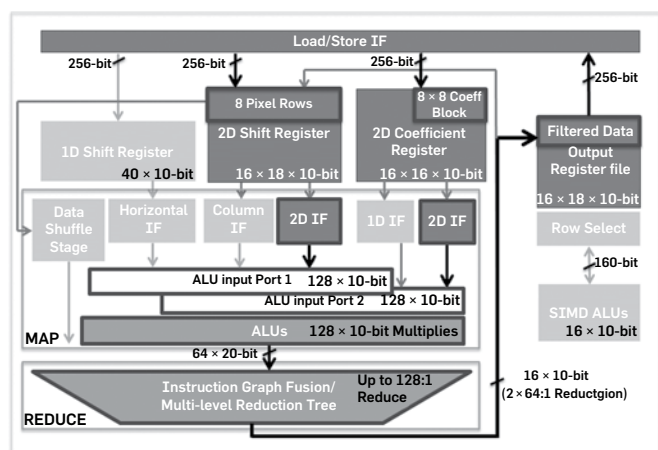 Load/Store IF
256-bit
256-bit
256-bit
256-bit
8 Pixel Rows
8 × 8 Coeff
Block
2D Shift Register
2D Coefficient
Register
1D Shift Register
40 × 10-bit
16 × 18 × 10-bit
16 × 16 × 10-bit
Filtered Data
Output
Register file
16 × 18 × 10-bit
Data
Shuffle
Stage
Horizontal
IF
Column
IF
2D IF
1D IF
2D IF
Row Select
160-bit
SIMD ALUs
16 × 10-bit
ALU input Port 1 128 × 10-bit
ALU input Port 2 128 × 10-bit
ALUs 128 × 10-bit Multiplies
MAP
64 × 20-bit
Instruction Graph Fusion/
Multi-level Reduction Tree
Up to 128:1
Reduce
REDUCE
16 × 10-bit
(2 × 64:1 Reductgion)